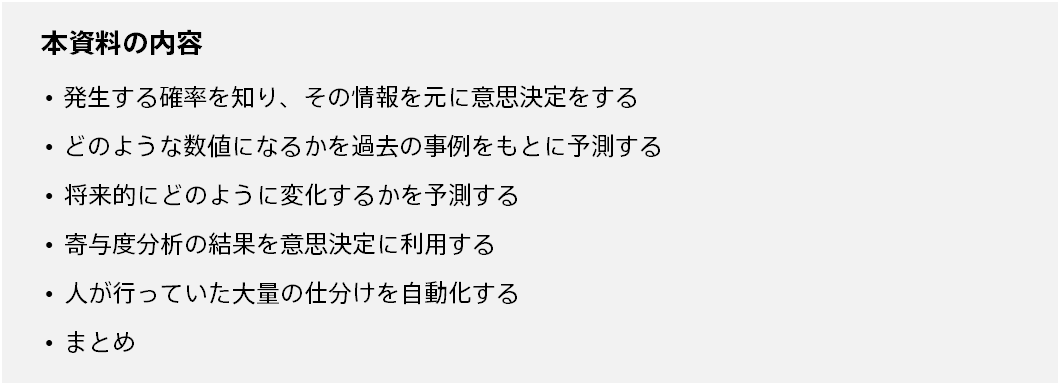 本資料の内容
• 発生する確率を知り、その情報を元に意思決定をする
• どのような数値になるかを過去の事例をもとに予測する
• 将来的にどのように変化するかを予測する
• 寄与度分析の結果を意思決定に利用する
• 人が行っていた大量の仕分けを自動化する
• まとめ